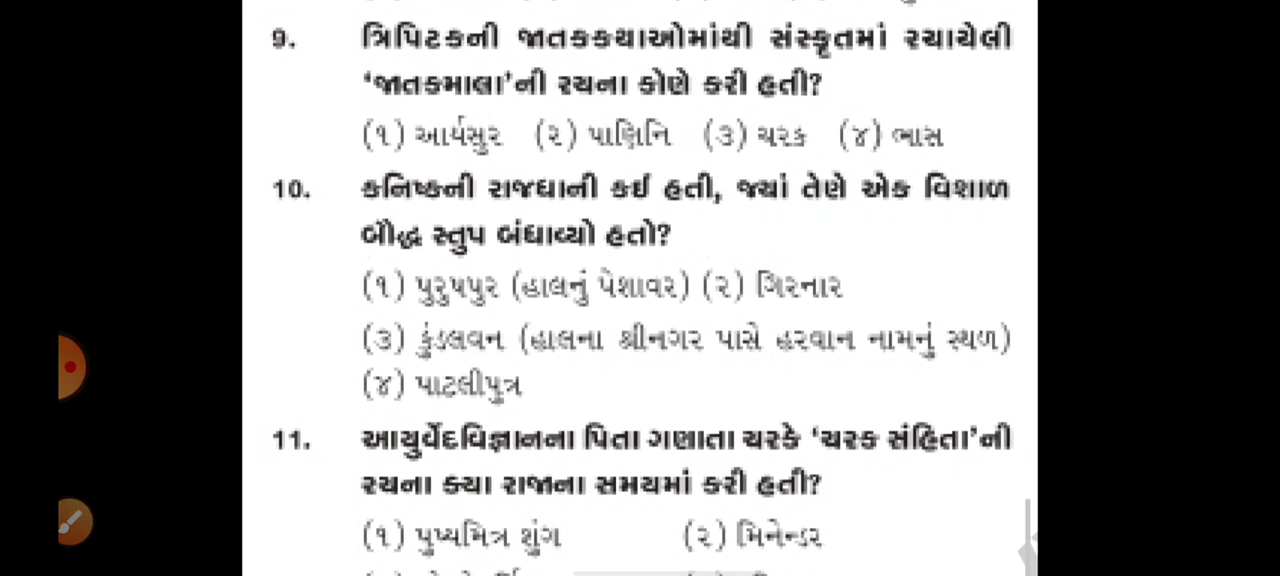 9. ત્રિપિટકની જાતકકથાઓમાંથી સંસ્કૃતમાં રચાયેલી
‘જાતકમાલા’ની રચના કોણે કરી હતી?
(૧) આર્યસુર (૨) પાણિનિ (૩) ચરક (૪) ભાસ
10. કનિષ્કની રાજધાની કઈ હતી, જ્યાં તેણે એક વિશાળ
બૌદ્ધ સ્તુપ બંધાવ્યો હતો?
(૧) પુરુષપુર (હાલનું પેશાવર) (૨) ગિરનાર
(૩) કુંડલવન (હાલના શ્રીનગર પાસે હરવાન નામનું સ્થળ)
(૪) પાટલીપુત્ર
11. આયુર્વેદવિજ્ઞાનના પિતા ગણાતા ચરકે ‘ચરક સંહિતા’ની
રચના ક્યા રાજાના સમયમાં કરી હતી?
(૧) પુષ્યમિત્ર શુંગ (૨) મિનેન્ડર